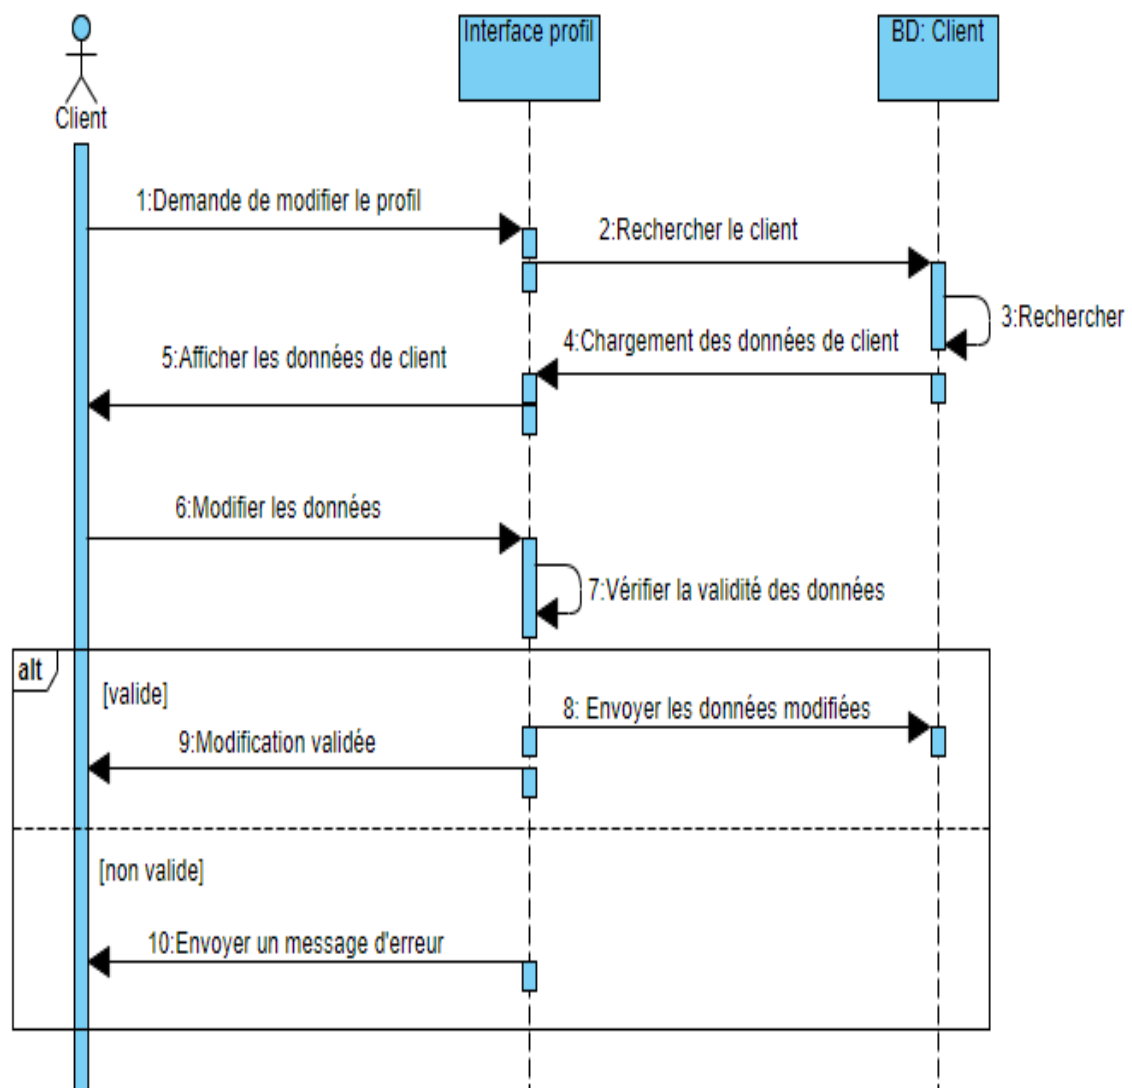 Interface profil
BD: Client
Client
1:Demande de modifier le profil
2:Rechercher le client
3:Rechercher
4:Chargement des données de client
5:Afficher les données de client
6:Modifier les données
7:Vérifier la validité des données
alt
[valide]
8: Envoyer les données modifiées
9:Modification validée
[non valide]
10:Envoyer un message d'erreur